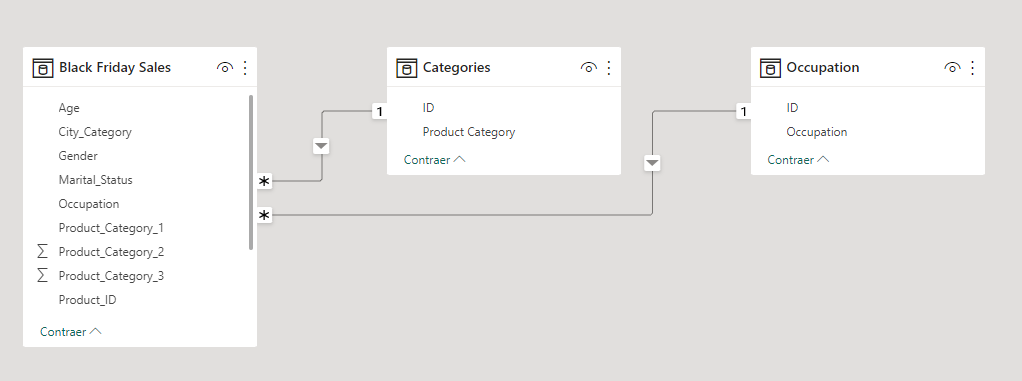 Black Friday Sales
Age
City_Category
Gender
Marital_Status
Occupation
Product_Category_1
∑ Product_Category_2
∑ Product_Category_3
Product_ID
Contraer
*
*
1
Categories
ID
Product Category
Contraer
1
Occupation
ID
Occupation
Contraer